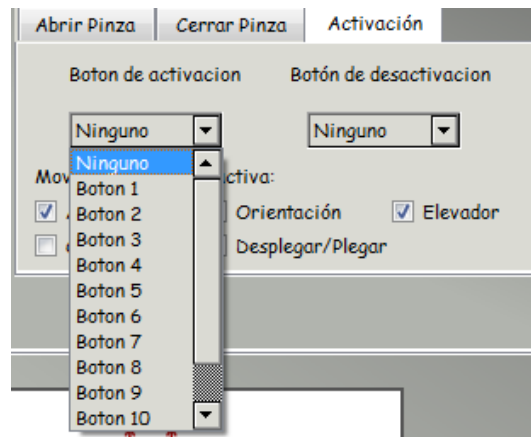 Abrir Pinza Cerrar Pinza Activación
Boton de activacion Botón de desactivacion
Ninguno Ninguno
Ninguno
Boton 1
Boton 2
Orientación Elevador
Boton 3
Desplegar/Plegar
Boton 4
Boton 5
Boton 6
Boton 7
Boton 8
Boton 9
Boton 10